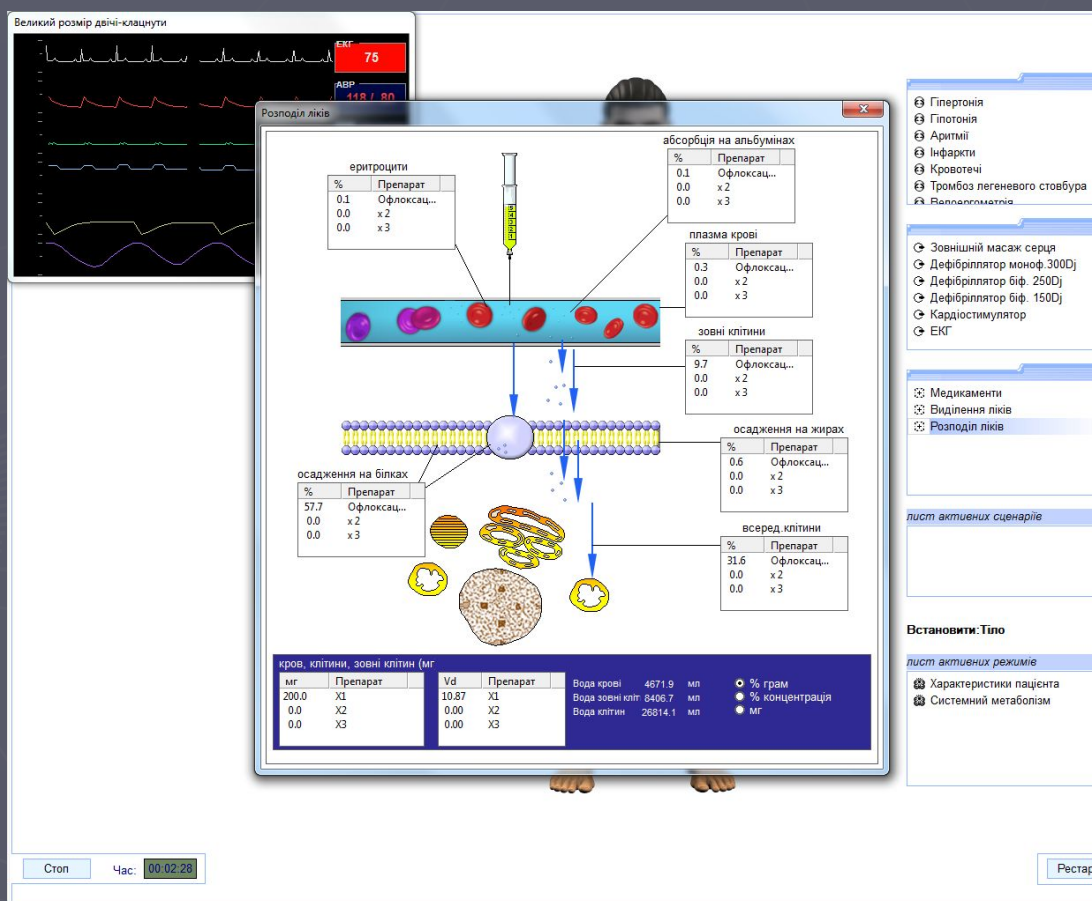 Великий розмір двічі-клацнути
ЕКГ
75
АВР
118 / 80
Розподіл ліків
еритроцити
% Препарат
0.1 Офлоксац...
0.0 x 2
0.0 x 3
абсорбція на альбумінах
% Препарат
0.1 Офлоксац...
0.0 x 2
0.0 x 3
плазма крові
% Препарат
0.3 Офлоксац...
0.0 x 2
0.0 x 3
зовні клітини
% Препарат
9.7 Офлоксац...
0.0 x 2
0.0 x 3
осадження на жирах
% Препарат
0.6 Офлоксац...
0.0 x 2
0.0 x 3
осадження на білках
% Препарат
57.7 Офлоксац...
0.0 x 2
0.0 x 3
всеред.клітини
% Препарат
31.6 Офлоксац...
0.0 x 2
0.0 x 3
кров, клітини, зовні клітин (мг
мг Препарат
200.0 X1
0.0 X2
0.0 X3
Vd Препарат
10.87 X1
0.00 X2
0.00 X3
Вода крові 4671.9 мл
Вода зовні кліт 8406.7 мл
Вода клітин 26814.1 мл
% грам
% концентрація
мг
Гіпертонія
Гіпотонія
Аритмії
Інфаркти
Кровотечі
Тромбоз легеневого стовбура
Велоергометрія
Зовнішній масаж серця
Дефібріллятор моноф.300Dj
Дефібріллятор біф. 250Dj
Дефібріллятор біф. 150Dj
Кардіостимулятор
ЕКГ
Медикаменти
Виділення ліків
Розподіл ліків
лист активних сценаріїв
Встановити:Тіло
лист активних режимів
Характеристики пацієнта
Системний метаболізм
Стоп
Час: 00:02:28
Рестар